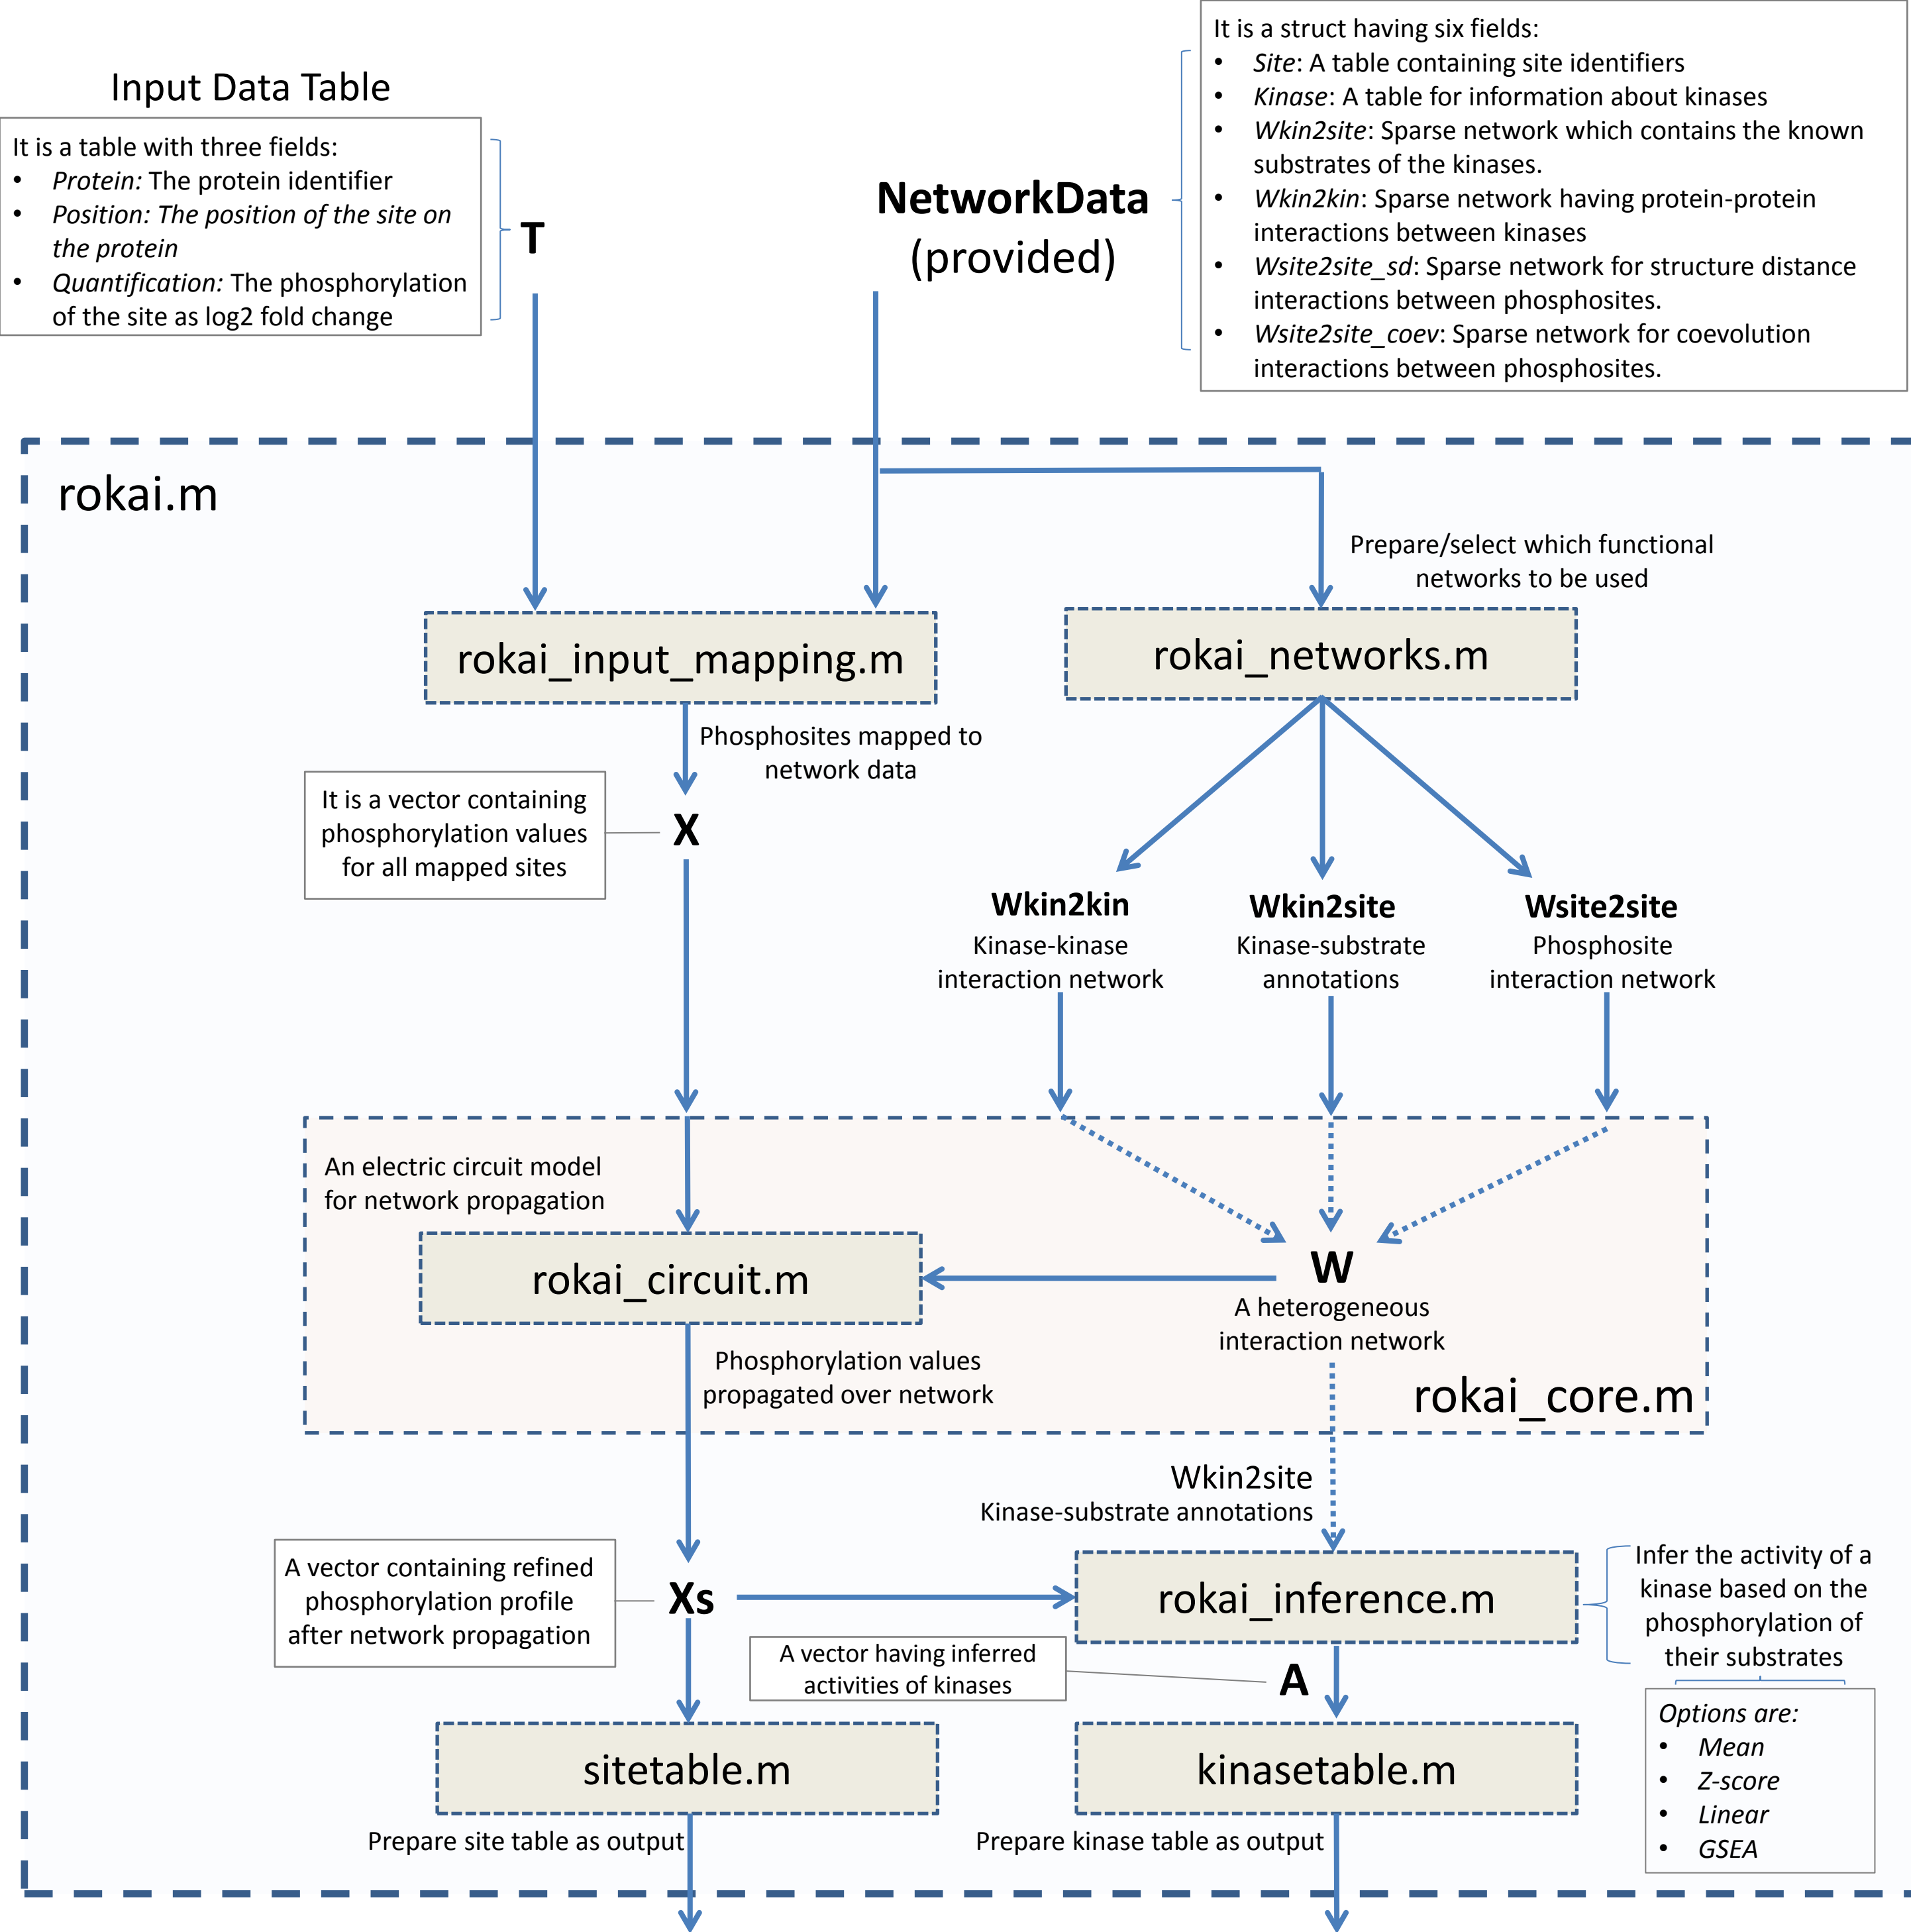 Input Data Table
It is a table with three fields:
• Protein: The protein identifier
• Position: The position of the site on
the protein
• Quantification: The phosphorylation
of the site as log2 fold change
T
NetworkData
(provided)
It is a struct having six fields:
• Site: A table containing site identifiers
• Kinase: A table for information about kinases
• Wkin2site: Sparse network which contains the known
substrates of the kinases.
• Wkin2kin: Sparse network having protein-protein
interactions between kinases
• Wsite2site_sd: Sparse network for structure distance
interactions between phosphosites.
• Wsite2site_coev: Sparse network for coevolution
interactions between phosphosites.
rokai.m
Prepare/select which functional
networks to be used
rokai_input_mapping.m
rokai_networks.m
Phosphosites mapped to
network data
It is a vector containing
phosphorylation values
for all mapped sites
X
Wkin2kin
Kinase-kinase
interaction network
Wkin2site
Kinase-substrate
annotations
Wsite2site
Phosphosite
interaction network
An electric circuit model
for network propagation
rokai_circuit.m
W
A heterogeneous
interaction network
Phosphorylation values
propagated over network
rokai_core.m
Wkin2site
Kinase-substrate annotations
A vector containing refined
phosphorylation profile
after network propagation
Xs
rokai_inference.m
Infer the activity of a
kinase based on the
phosphorylation of
their substrates
A vector having inferred
activities of kinases
A
Options are:
• Mean
• Z-score
• Linear
• GSEA
sitetable.m
kinasetable.m
Prepare site table as output
Prepare kinase table as output